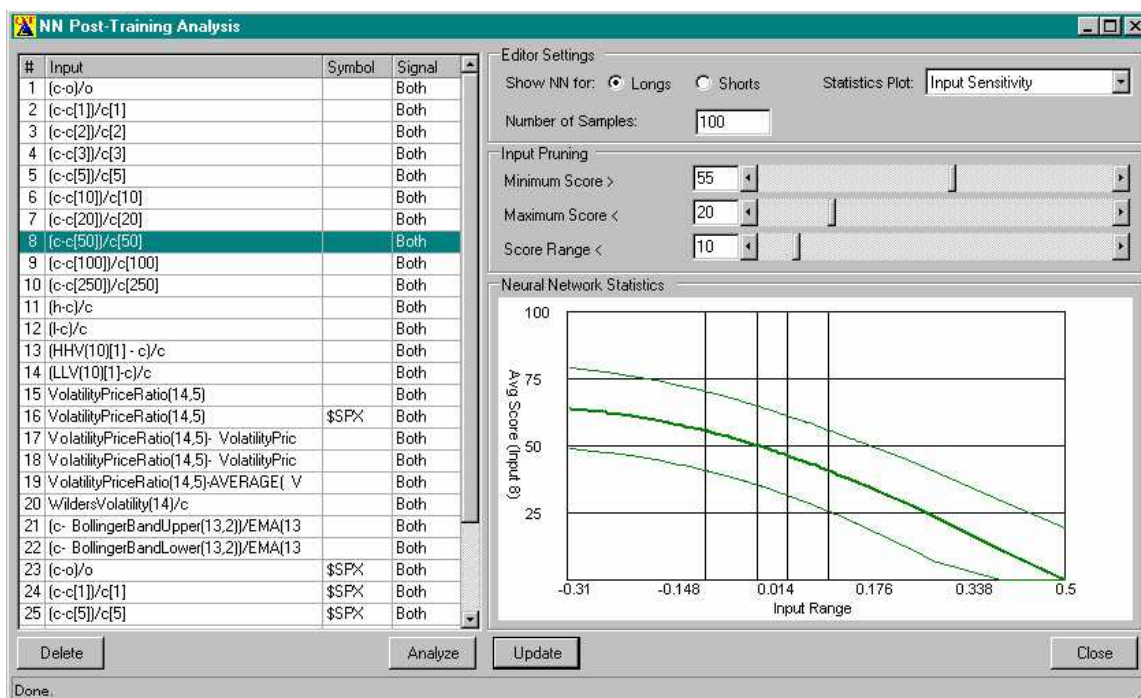 NN Post-Training Analysis
# Input Symbol Signal
1 (c-o)/o Both
2 (c-c[1])/c[1] Both
3 (c-c[2])/c[2] Both
4 (c-c[3])/c[3] Both
5 (c-c[5])/c[5] Both
6 (c-c[10])/c[10] Both
7 (c-c[20])/c[20] Both
8 (c-c[50])/c[50] Both
9 (c-c[100])/c[100] Both
10 (c-c[250])/c[250] Both
11 (h-c)/c Both
12 (l-c)/c Both
13 (HHV(10)[1] - c)/c Both
14 (LLV(10)[1]-c)/c Both
15 VolatilityPriceRatio(14,5) Both
16 VolatilityPriceRatio(14,5) $SPX Both
17 VolatilityPriceRatio(14,5)- VolatilityPric Both
18 VolatilityPriceRatio(14,5)- VolatilityPric Both
19 VolatilityPriceRatio(14,5)-AVERAGE( V Both
20 WildersVolatility(14)/c Both
21 (c- BollingerBandUpper(13,2))/EMA(13 Both
22 (c- BollingerBandLower(13,2))/EMA(13 Both
23 (c-o)/o $SPX Both
24 (c-c[1])/c[1] $SPX Both
25 (c-c[5])/c[5] $SPX Both
Delete Analyze
Editor Settings
Show NN for: Longs Shorts Statistics Plot: Input Sensitivity
Number of Samples: 100
Input Pruning
Minimum Score > 55
Maximum Score < 20
Score Range < 10
Neural Network Statistics
100
75
50
25
Avg Score (Input 8)
-0.31 -0.148 0.014 0.176 0.338 0.5
Input Range
Update Close
Done.